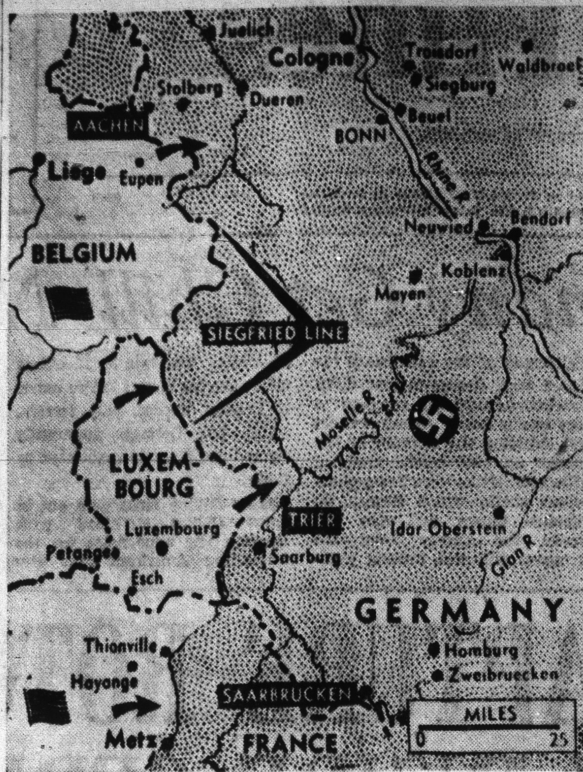 Juelich
Cologne
Troisdorf
Waldbroel
Siegburg
Stolberg
Dueren
AACHEN
BONN
Beuel
Liege
Eupen
Rhine R.
Neuwied
Bendorf
BELGIUM
Koblenz
Mayen
SIEGFRIED LINE
Moselle R.
LUXEM-
BOURG
TRIER
Luxembourg
Idar Oberstein
Petange
Saarburg
Glan R
Esch
GERMANY
Thionville
Homburg
Hayange
Zweibruecken
SAARBRUCKEN
MILES
0 25
Metz
FRANCE